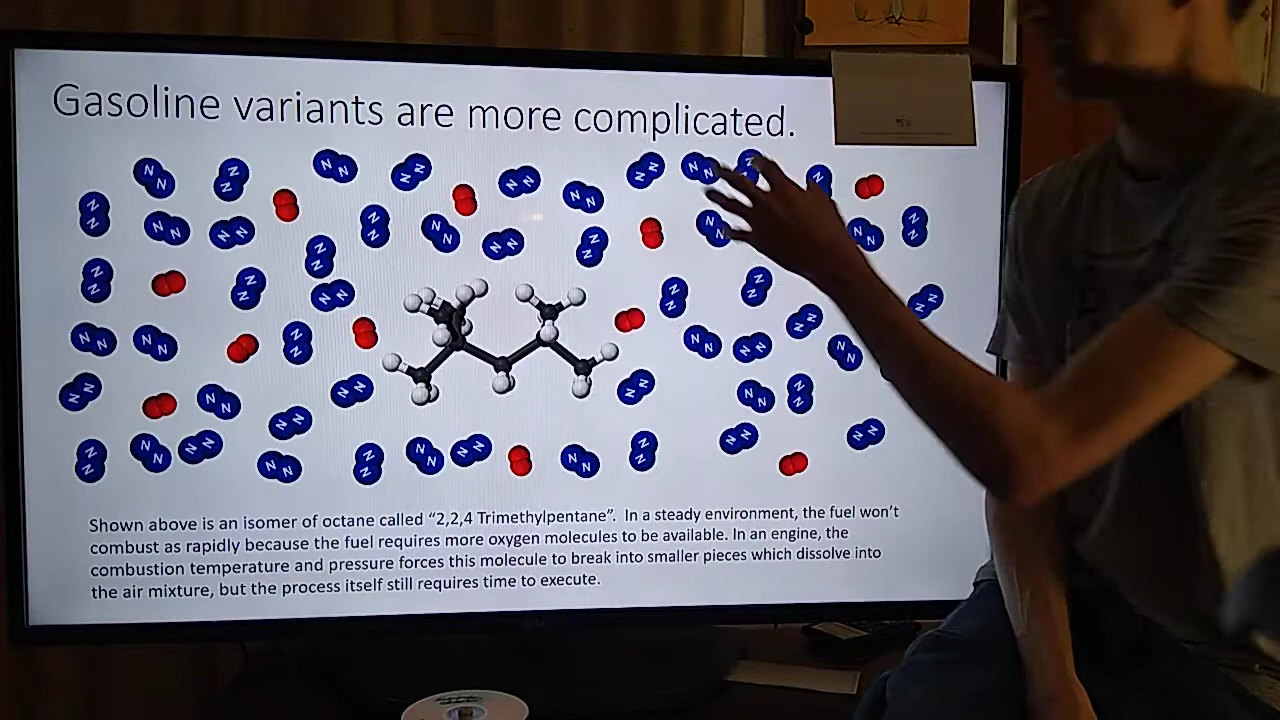 Gasoline variants are more complicated.
Shown above is an isomer of octane called “2,2,4 Trimethylpentane”.  In a steady environment, the fuel won’t
combust as rapidly because the fuel requires more oxygen molecules to be available. In an engine, the
combustion temperature and pressure forces this molecule to break into smaller pieces which dissolve into
the air mixture, but the process itself still requires time to execute.